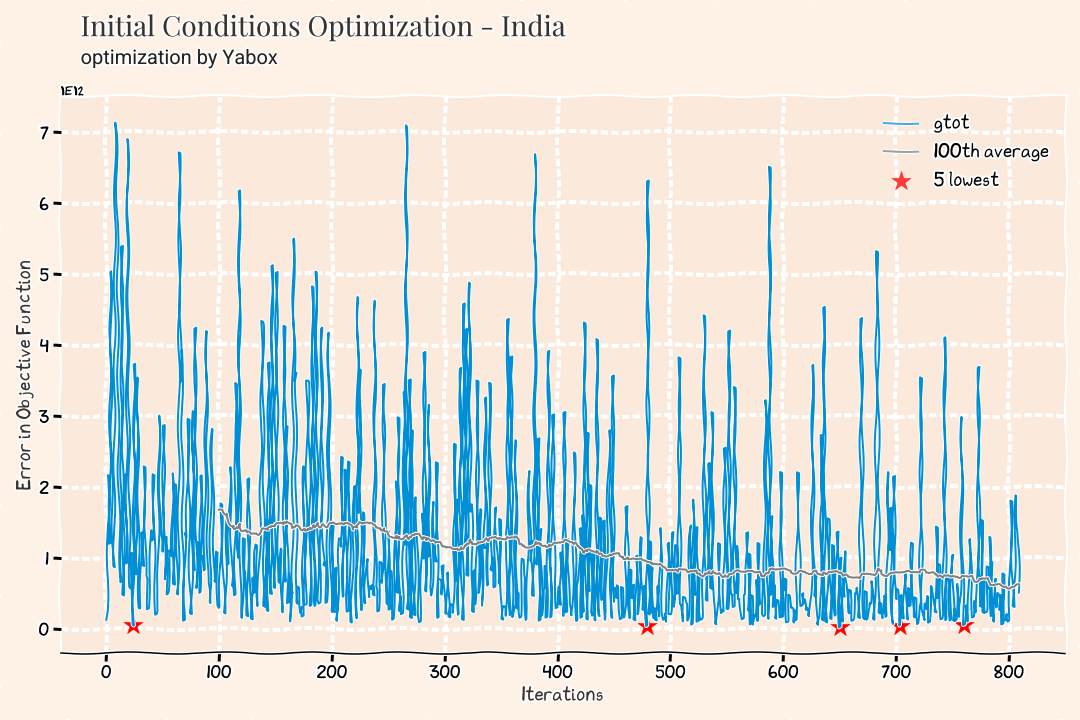 Initial Conditions Optimization - India
optimization by Yabox
1E12
gtot
100th average
5 lowest
7
6
5
4
3
2
1
0
Error in Objective Function
0 100 200 300 400 500 600 700 800
Iterations